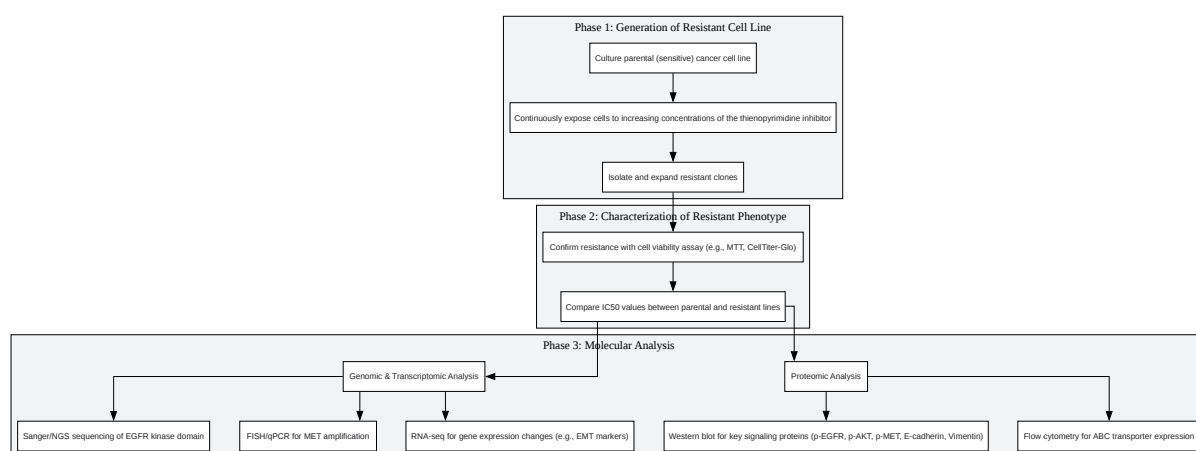 Phase 1: Generation of Resistant Cell Line
Culture parental (sensitive) cancer cell line
Continuously expose cells to increasing concentrations of the thienopyrimidine inhibitor
Isolate and expand resistant clones
Phase 2: Characterization of Resistant Phenotype
Confirm resistance with cell viability assay (e.g., MTT, CellTiter-Glo)
Compare IC50 values between parental and resistant lines
Phase 3: Molecular Analysis
Genomic & Transcriptomic Analysis
Proteomic Analysis
Sanger/NGS sequencing of EGFR kinase domain
FISH/qPCR for MET amplification
RNA-seq for gene expression changes (e.g., EMT markers)
Western blot for key signaling proteins (p-EGFR, p-AKT, p-MET, E-cadherin, Vimentin)
Flow cytometry for ABC transporter expression